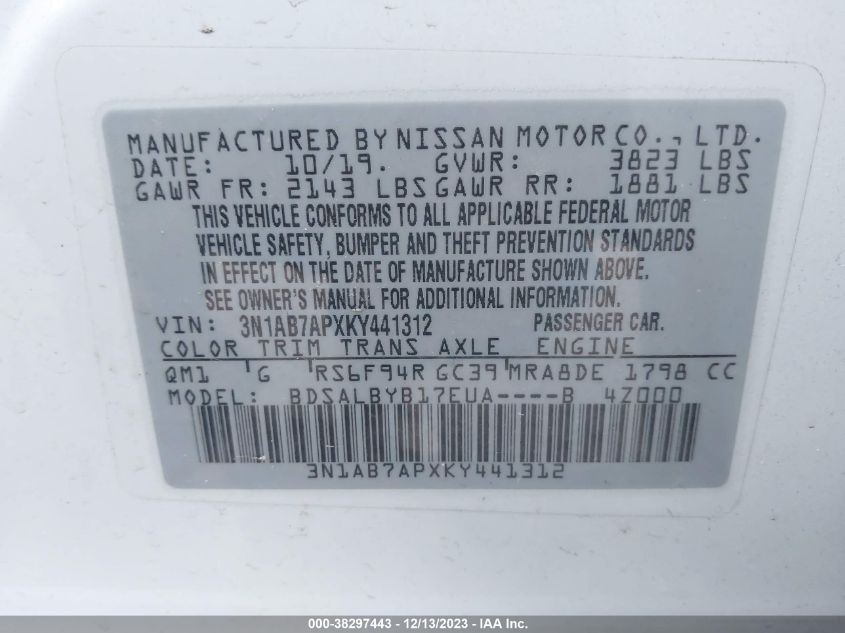 MANUFACTURED BY NISSAN MOTOR CO., LTD.
DATE: 10/19. GVWR: 3823 LBS
GAWR FR: 2143 LBS GAWR RR: 1881 LBS
THIS VEHICLE CONFORMS TO ALL APPLICABLE FEDERAL MOTOR
VEHICLE SAFETY, BUMPER AND THEFT PREVENTION STANDARDS
IN EFFECT ON THE DATE OF MANUFACTURE SHOWN ABOVE.
SEE OWNER'S MANUAL FOR ADDITIONAL INFORMATION.
VIN: 3N1AB7APXKY441312 PASSENGER CAR.
COLOR TRIM TRANS AXLE ENGINE
QM1 'G 'RS6F94R GC39'MRA8DE 1798 CC
MODEL: BDSALBYB17EUA----B 4Z000
3N1AB7APXKY441312
000-38297443 - 12/13/2023 - IAA Inc.